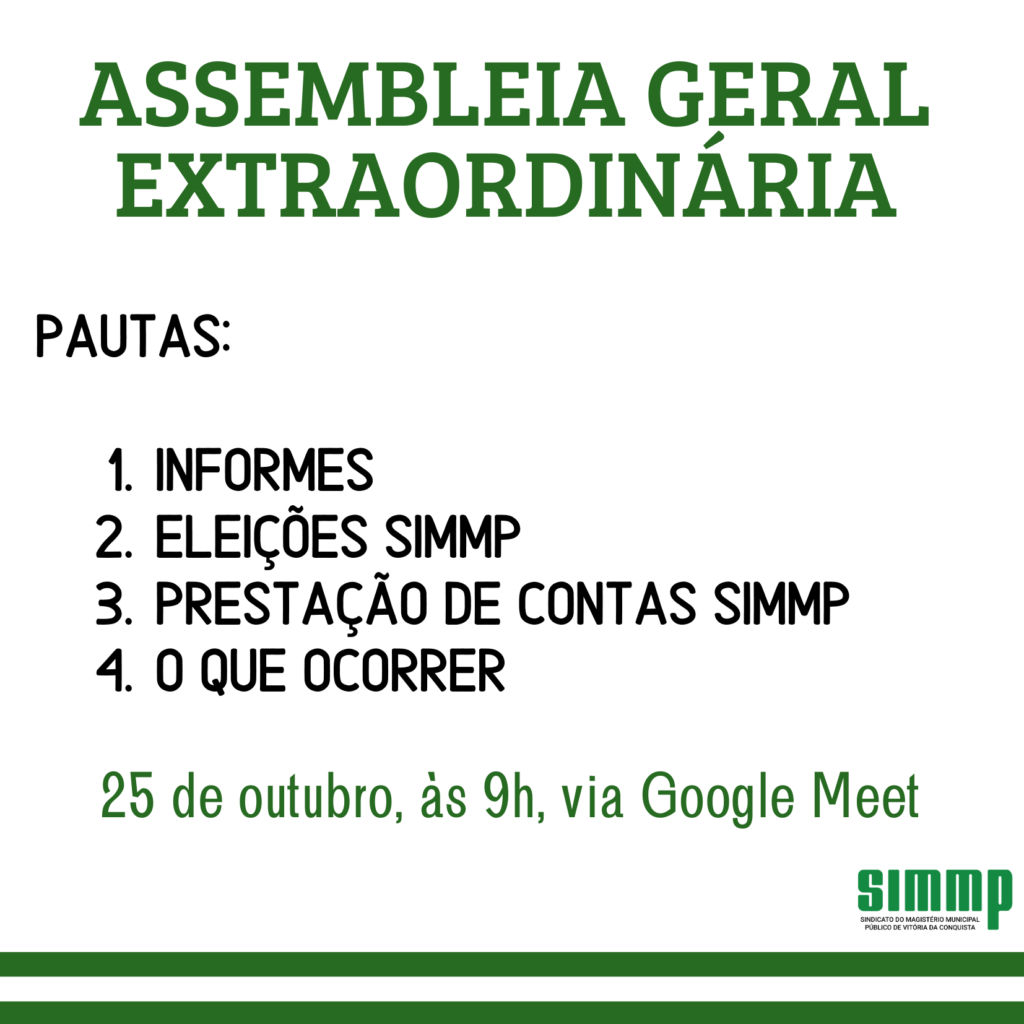 ASSEMBLEIA GERAL
EXTRAORDINÁRIA
PAUTAS:
1. INFORMES
2. ELEIÇÕES SIMMP
3. PRESTAÇÃO DE CONTAS SIMMP
4. O QUE OCORRER
25 de outubro, às 9h, via Google Meet
SIMMP
SINDICATO DO MAGISTÉRIO MUNICIPAL
PÚBLICO DE VITÓRIA DA CONQUISTA